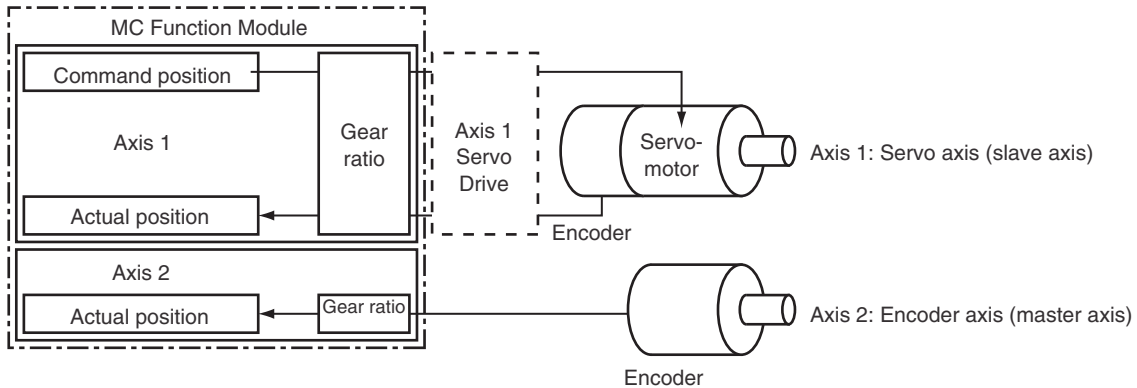 MC Function Module
Command position
Axis 1
Gear
ratio
Actual position
Axis 1
Servo
Drive
Servo-
motor
Encoder
Axis 1: Servo axis (slave axis)
Axis 2
Actual position
Gear ratio
Axis 2: Encoder axis (master axis)
Encoder